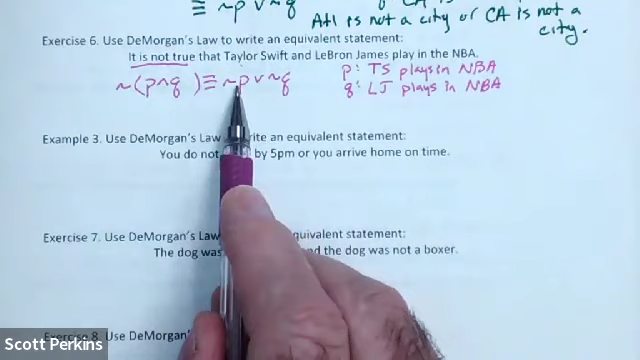 ≡ ~p ∨ ~q
Atl is not a city or CA is not a city.
Exercise 6. Use DeMorgan's Law to write an equivalent statement:
It is not true that Taylor Swift and LeBron James play in the NBA.
~(p∧q) ≡ ~p ∨ ~q
p: TS plays in NBA
q: LJ plays in NBA
Example 3. Use DeMorgan's Law write an equivalent statement:
You do not by 5pm or you arrive home on time.
Exercise 7. Use DeMorgan's Law equivalent statement:
The dog was the dog was not a boxer.
Exercise 8. Use DeMorgan's
Scott Perkins